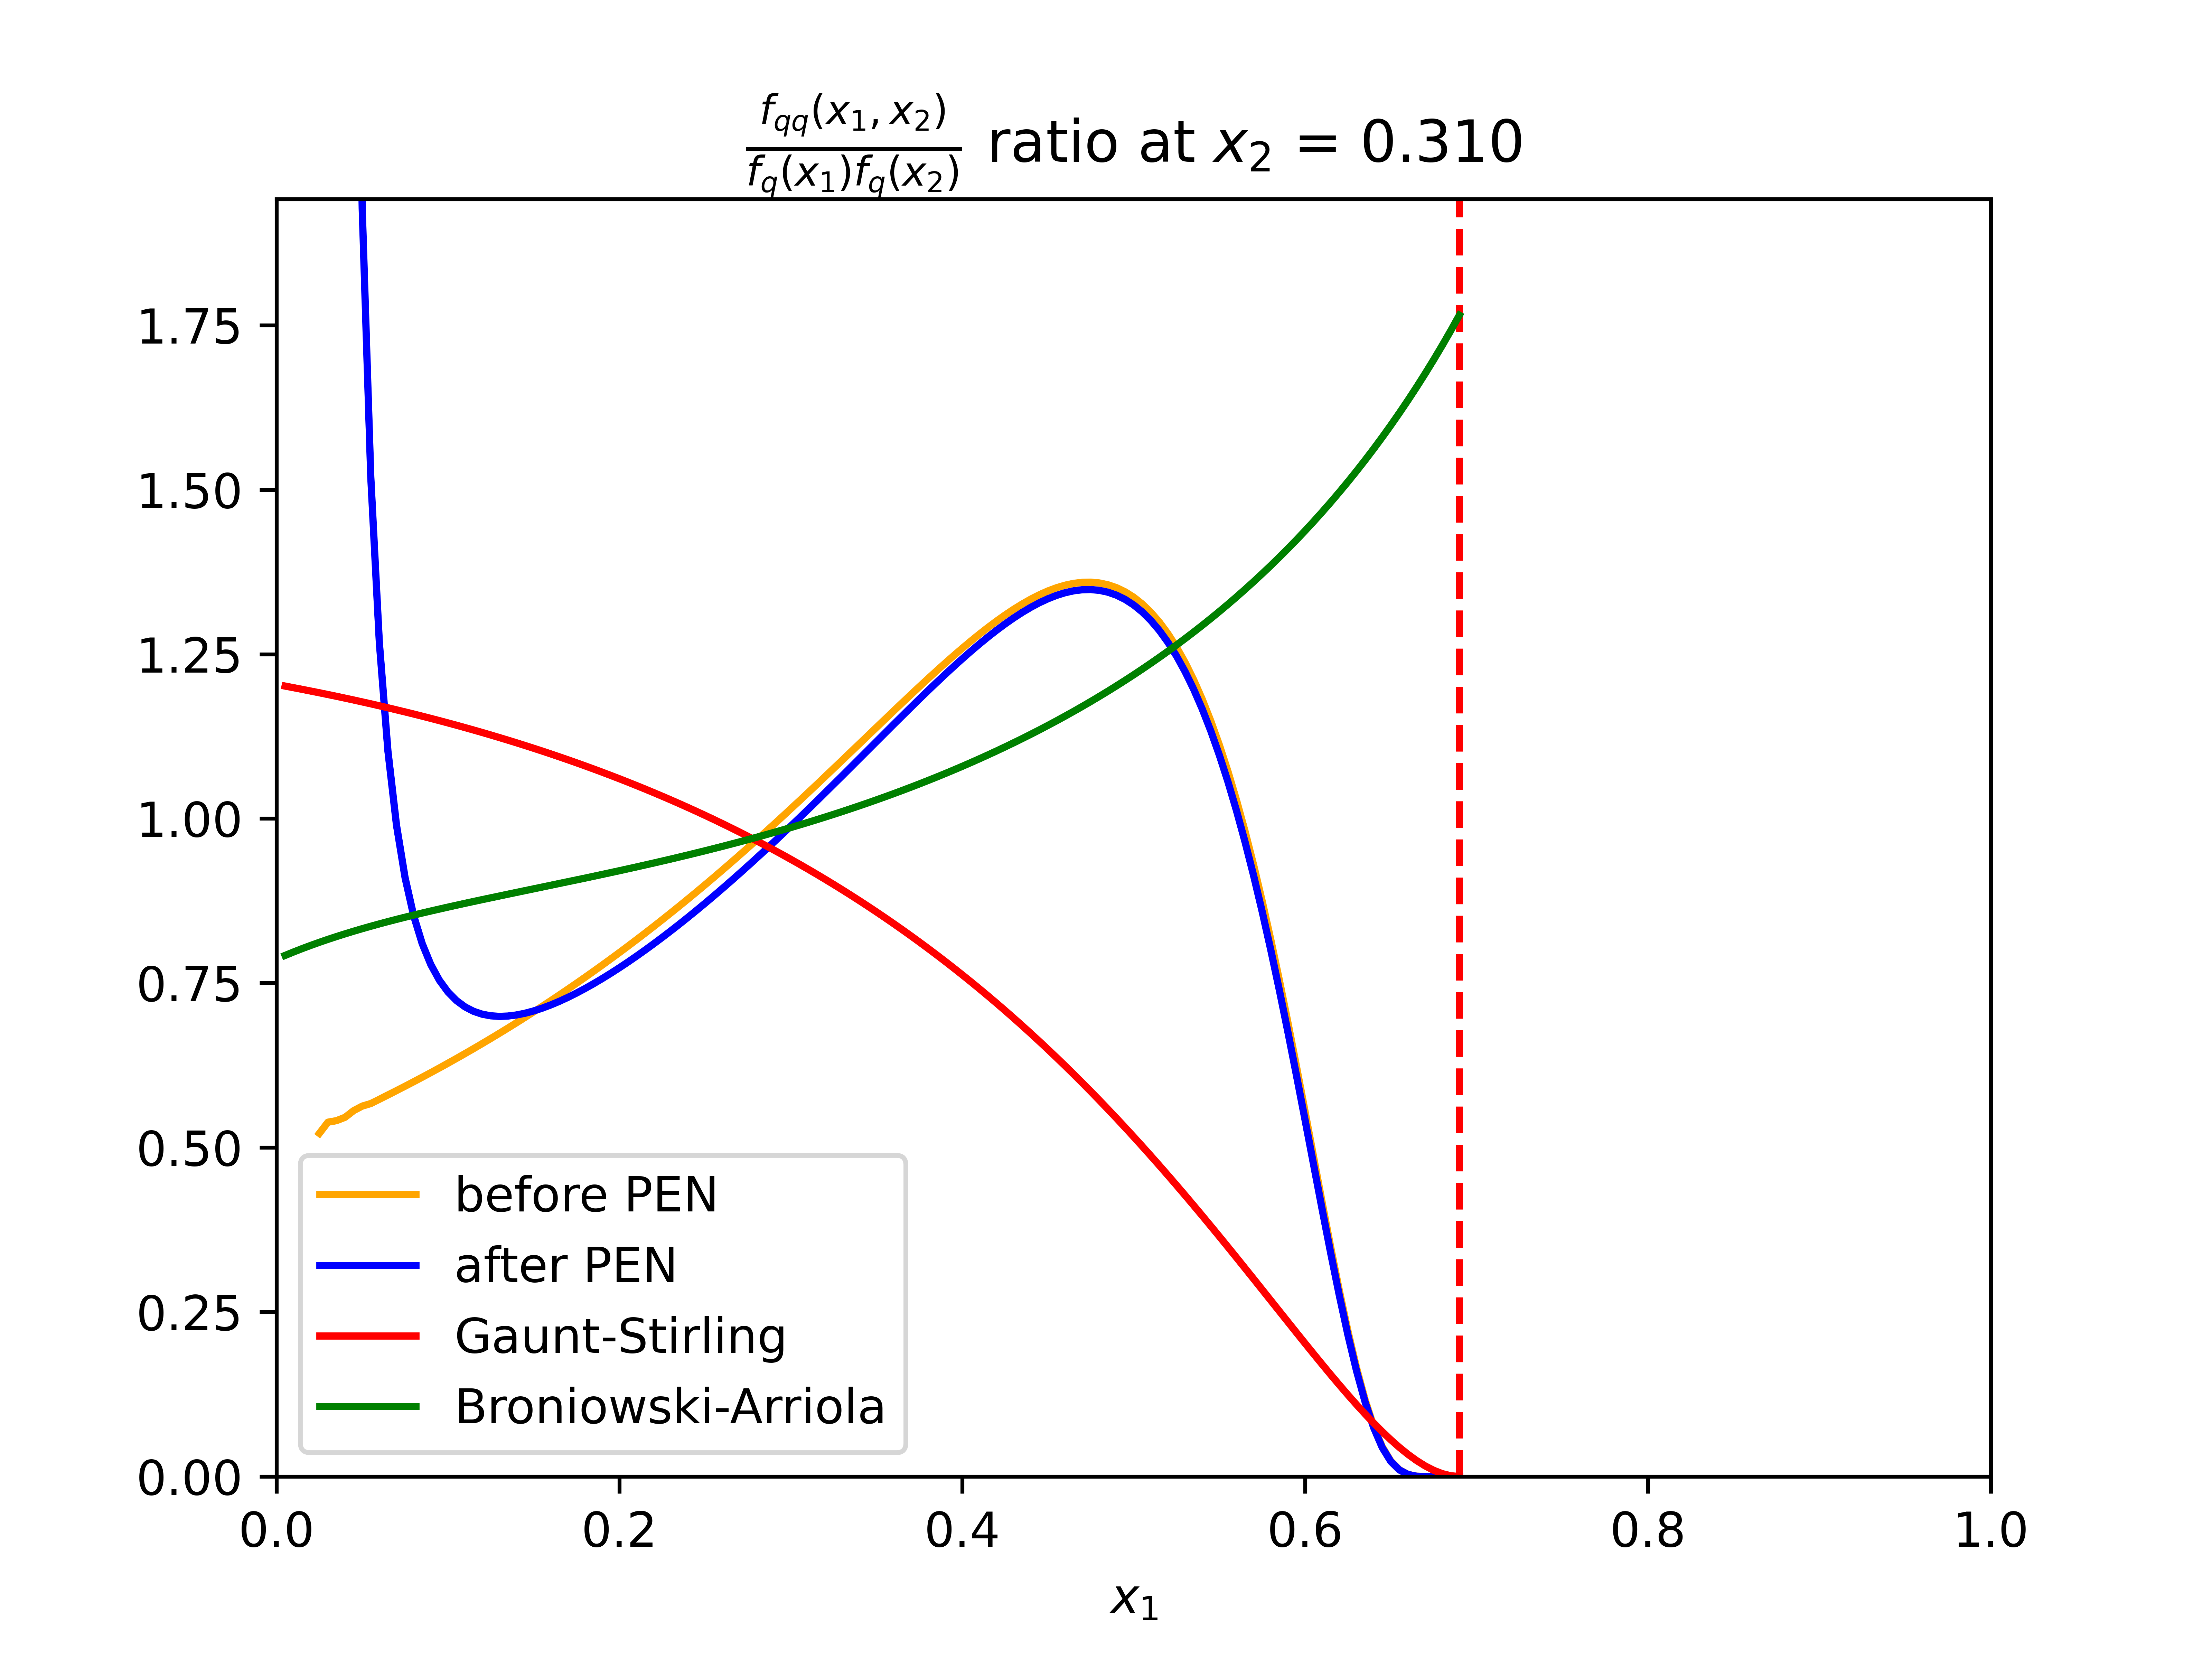 f_qq(x_1, x_2)
f_q(x_1)f_q(x_2) ratio at x_2 = 0.310
1.75
1.50
1.25
1.00
0.75
0.50
0.25
0.00
before PEN
after PEN
Gaunt-Stirling
Broniowski-Arriola
0.0 0.2 0.4 0.6 0.8 1.0
x_1